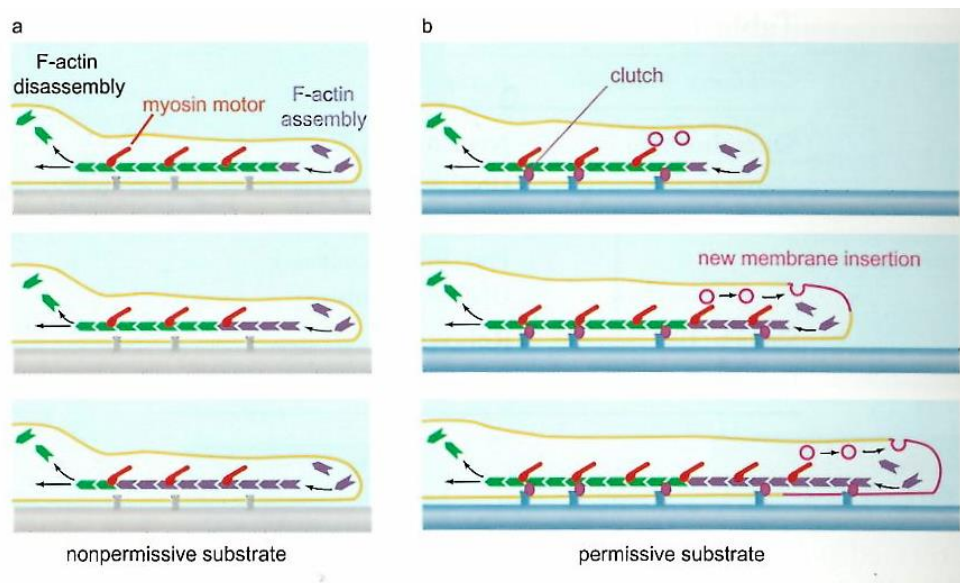 a
b
F-actin
disassembly
myosin motor
F-actin
assembly
clutch
new membrane insertion
nonpermissive substrate
permissive substrate